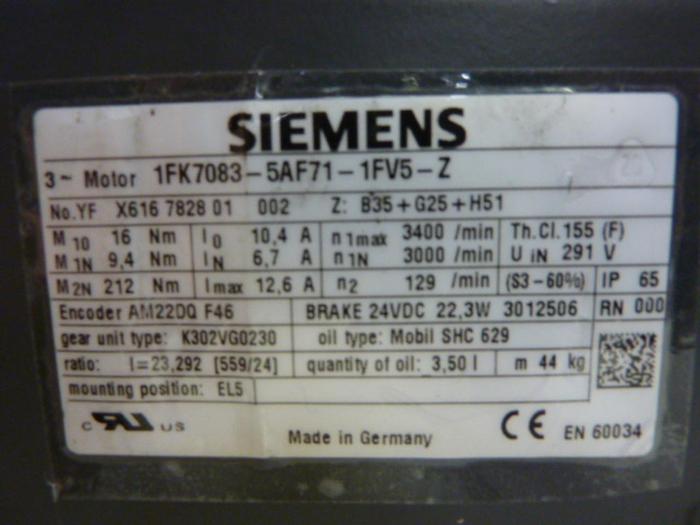 SIEMENS
3~ Motor 1FK7083-5AF71-1FV5-Z
No.YF X616 7828 01 002 Z: B35+G25+H51
M10 16 Nm I0 10,4 A n1max 3400 /min Th.Cl.155 (F)
M1N 9,4 Nm IN 6,7 A n1N 3000 /min UIN 291 V
M2N 212 Nm Imax 12,6 A n2 129 /min (S3-60%) IP 65
Encoder AM22DQ F46 BRAKE 24VDC 22,3W 3012506 RN 000
gear unit type: K302VG0230 oil type: Mobil SHC 629
ratio: I=23,292 [559/24] quantity of oil: 3,50 l m 44 kg
mounting position: EL5
c RU US Made in Germany CE EN 60034